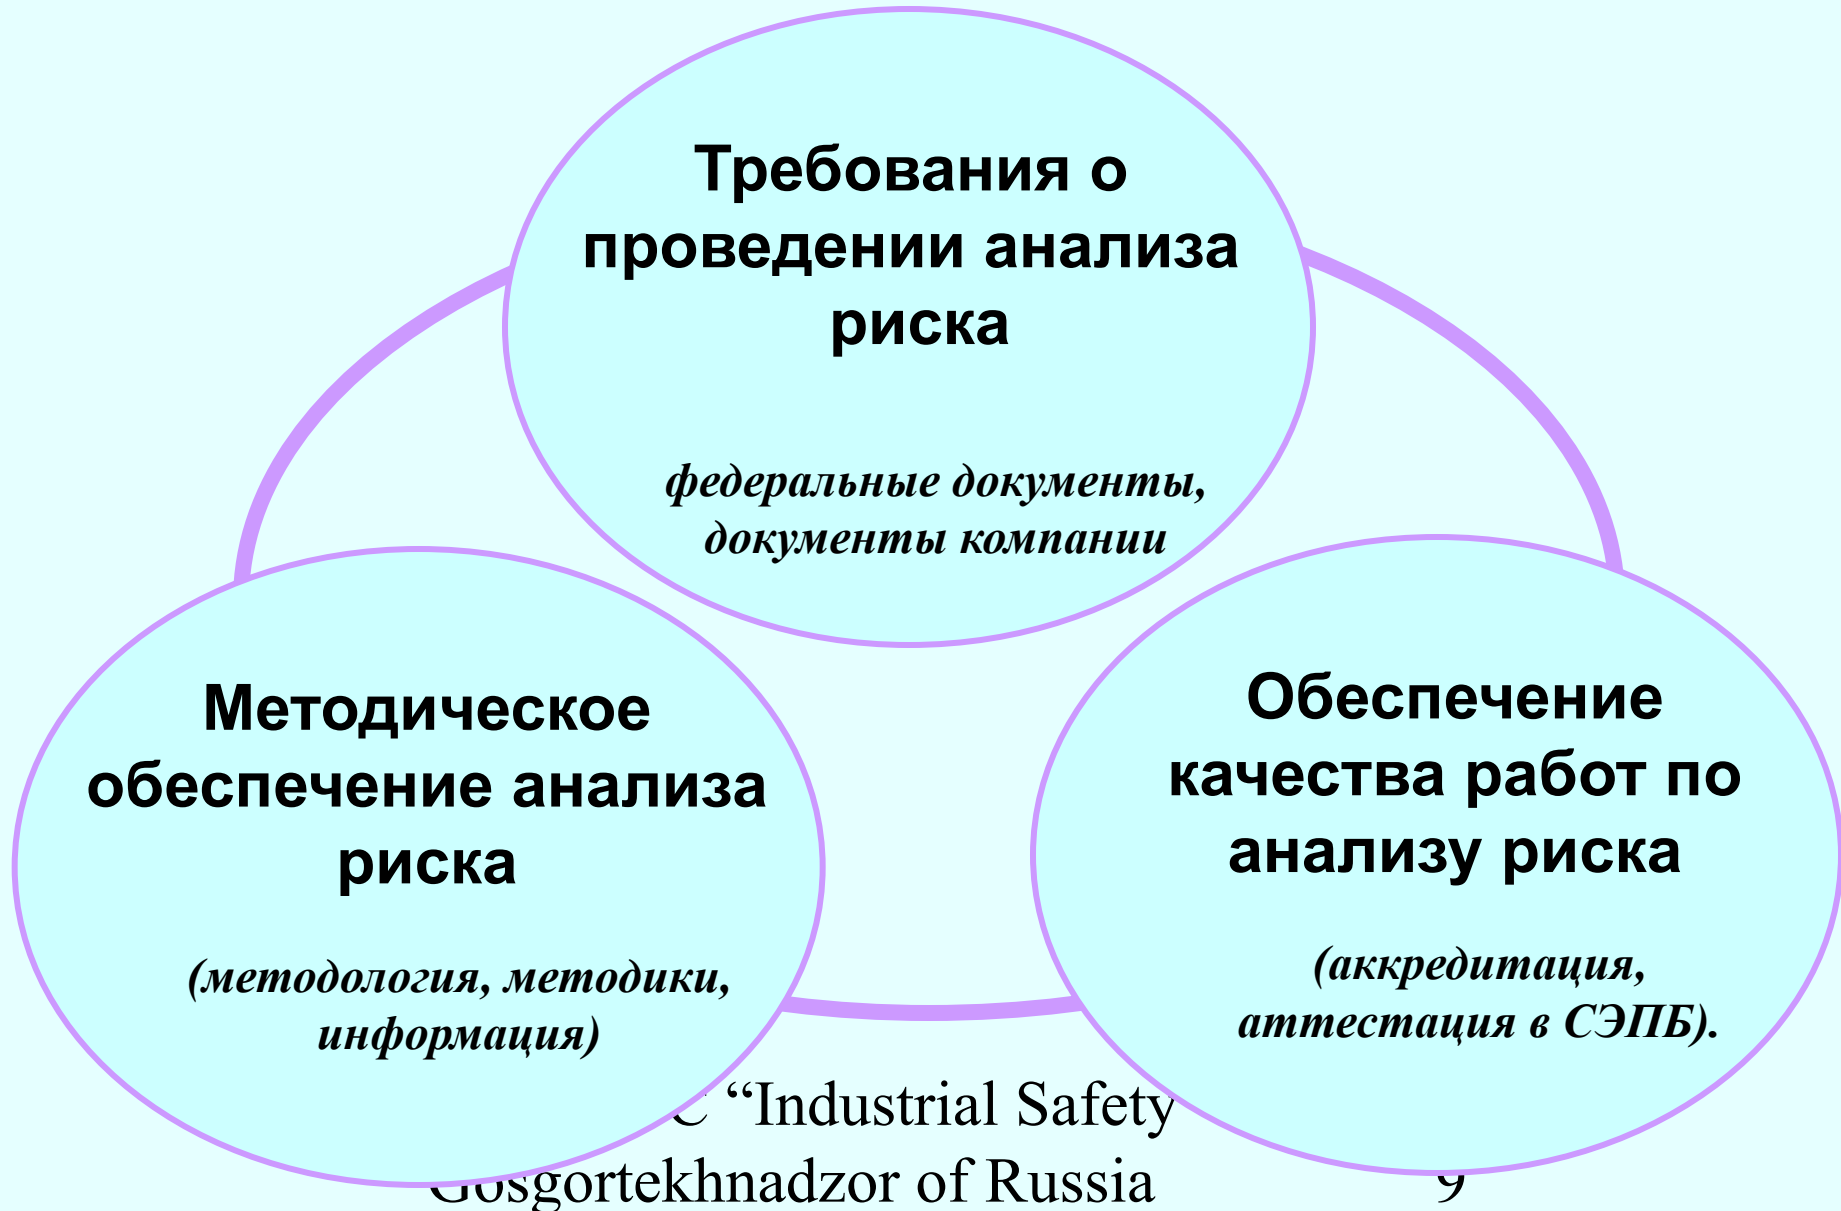 Требования о
проведении анализа
риска
федеральные документы,
документы компании
Методическое
обеспечение анализа
риска
(методология, методики,
информация)
Обеспечение
качества работ по
анализу риска
(аккредитация,
аттестация в СЭПБ).
“Industrial Safety
Gosgortekhnadzor of Russia
9